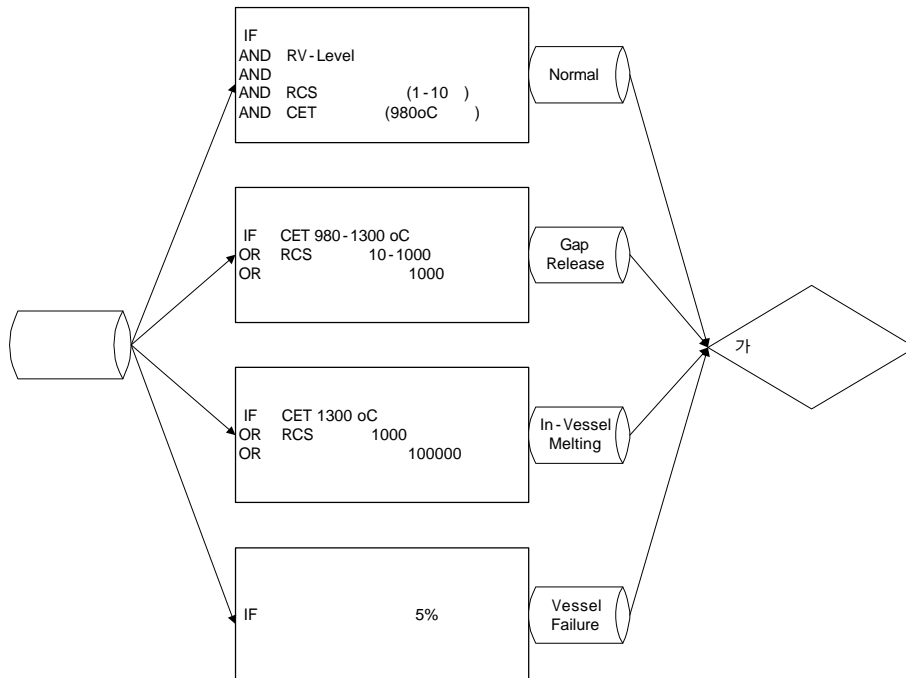 IF
AND RV-Level
AND
AND RCS (1-10 )
AND CET (980oC )
Normal
IF CET 980-1300 oC
OR RCS 10-1000
OR 1000
Gap
Release
가
IF CET 1300 oC
OR RCS 1000
OR 100000
In-Vessel
Melting
IF 5%
Vessel
Failure